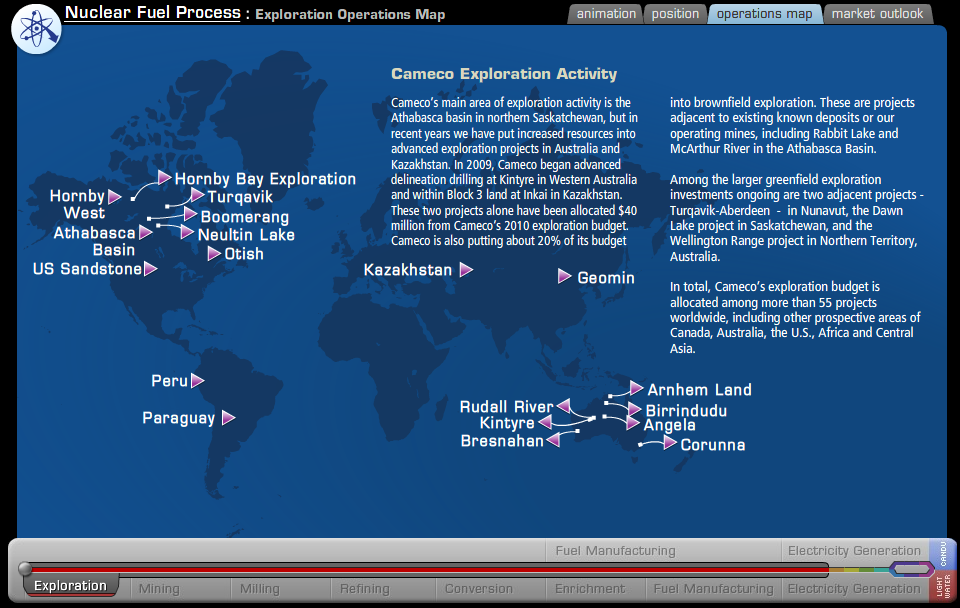 Nuclear Fuel Process : Exploration Operations Map
animation
position
operations map
market outlook
Cameco Exploration Activity
Cameco's main area of exploration activity is the
Athabasca basin in northern Saskatchewan, but in
recent years we have put increased resources into
advanced exploration projects in Australia and
Kazakhstan. In 2009, Cameco began advanced
delineation drilling at Kintyre in Western Australia
and within Block 3 land at Inkai in Kazakhstan.
These two projects alone have been allocated $40
million from Cameco's 2010 exploration budget.
Cameco is also putting about 20% of its budget
into brownfield exploration. These are projects
adjacent to existing known deposits or our
operating mines, including Rabbit Lake and
McArthur River in the Athabasca Basin.
Among the larger greenfield exploration
investments ongoing are two adjacent projects -
Turqavik-Aberdeen - in Nunavut, the Dawn
Lake project in Saskatchewan, and the
Wellington Range project in Northern Territory,
Australia.
In total, Cameco's exploration budget is
allocated among more than 55 projects
worldwide, including other prospective areas of
Canada, Australia, the U.S., Africa and Central
Asia.
Hornby Bay Exploration
Hornby
West
Turqavik
Boomerang
Athabasca
Basin
Neultin Lake
Otish
US Sandstone
Kazakhstan
Geomin
Peru
Paraguay
Arnhem Land
Rudall River
Birrindudu
Kintyre
Angela
Bresnahan
Corunna
Fuel Manufacturing
Electricity Generation
CANDU
Exploration
Mining
Milling
Refining
Conversion
Enrichment
Fuel Manufacturing
Electricity Generation
LIGHT
WATER